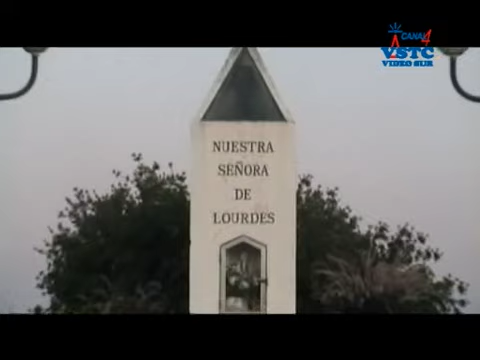 CANAL 4
VSTC
VIDEO SUR
NUESTRA
SEÑORA
DE
LOURDES